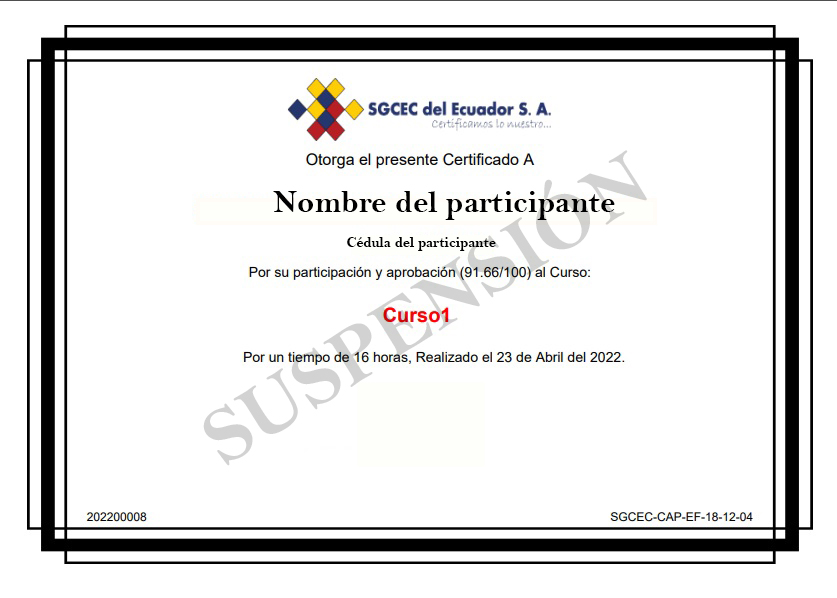 SGCEC del Ecuador S. A.
Certificamos lo nuestro...
Otorga el presente Certificado A
Nombre del participante
Cédula del participante
Por su participación y aprobación (91.66/100) al Curso:
Curso1
Por un tiempo de 16 horas, Realizado el 23 de Abril del 2022.
SUSPENSIÓN
202200008
SGCEC-CAP-EF-18-12-04